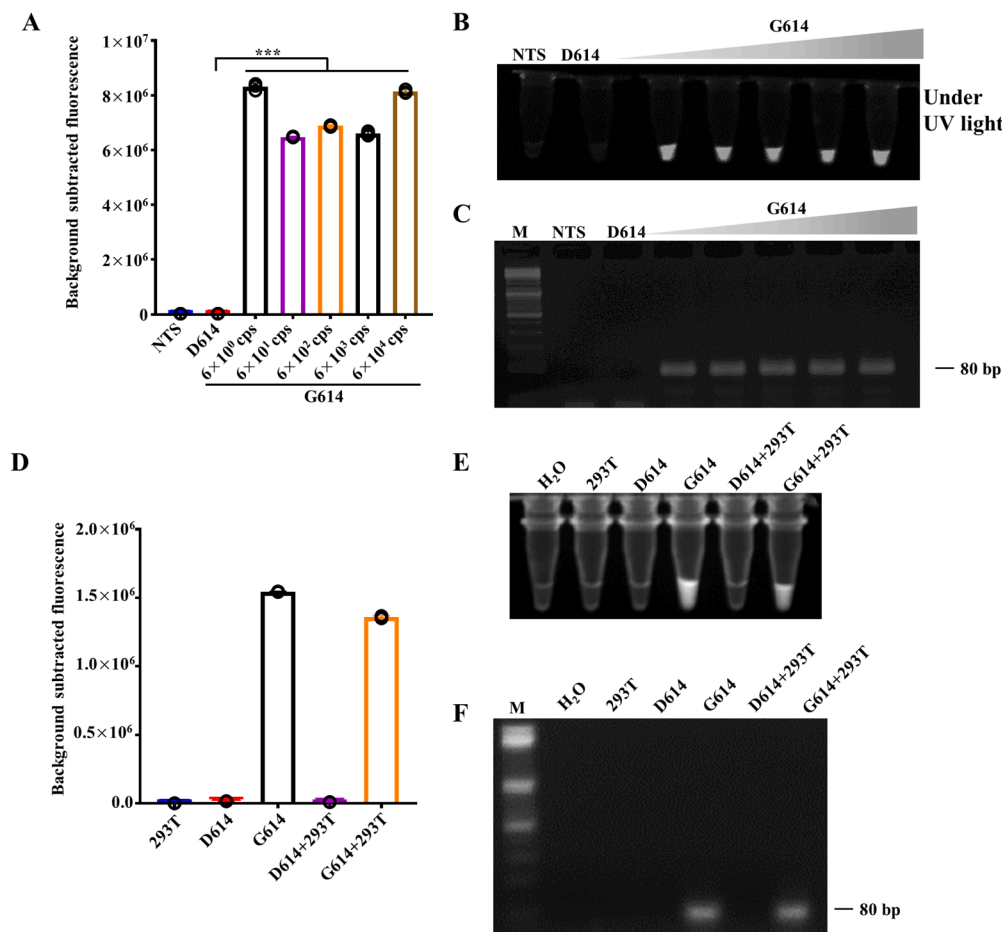 A
Background subtracted fluorescence
1×10⁷
8×10⁶
6×10⁶
4×10⁶
2×10⁶
0
***
NTS
D614
6×10⁰ cps
6×10¹ cps
6×10² cps
6×10³ cps
6×10⁴ cps
G614
B
G614
NTS D614
Under
UV light
C
G614
M NTS D614
80 bp
D
Background subtracted fluorescence
2.0×10⁶
1.5×10⁶
1.0×10⁶
0.5×10⁶
0.0
293T
D614
G614
D614+293T
G614+293T
E
H₂O
293T
D614
G614
D614+293T
G614+293T
F
M
H₂O
293T
D614
G614
D614+293T
G614+293T
80 bp